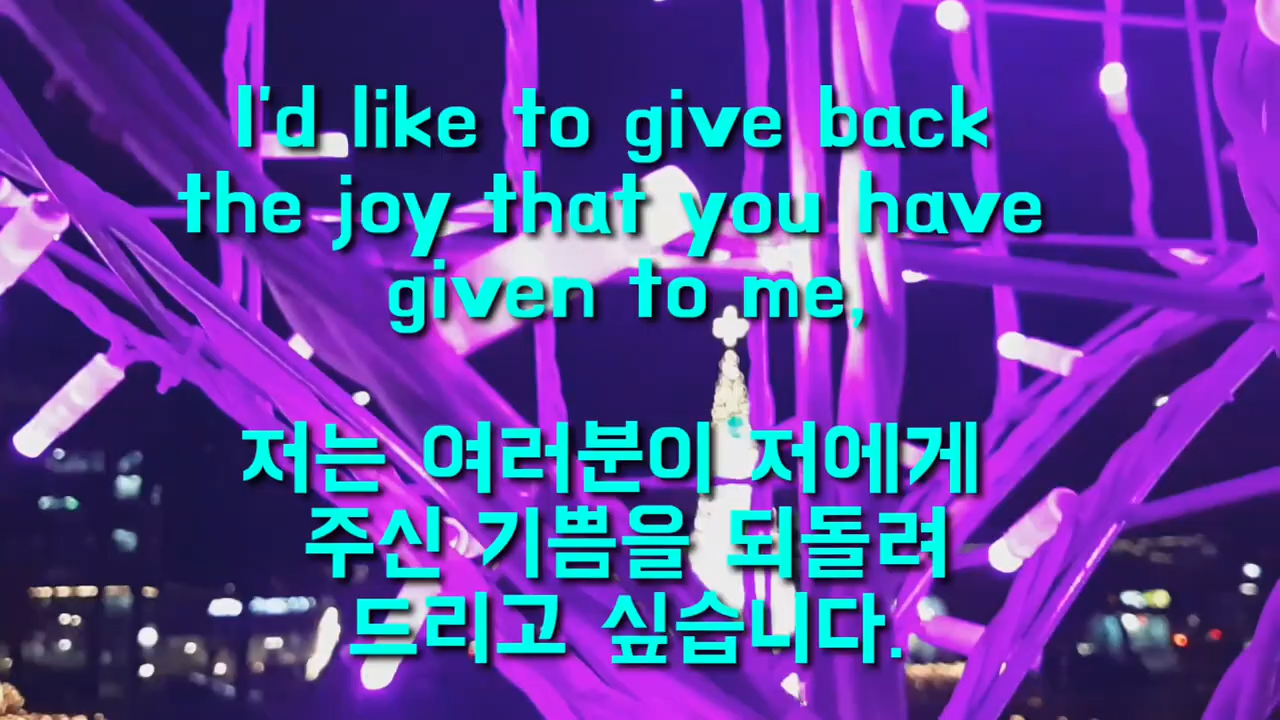 I'd like to give back
the joy that you have
given to me,
저는 여러분이 저에게
주신 기쁨을 되돌려
드리고 싶습니다.